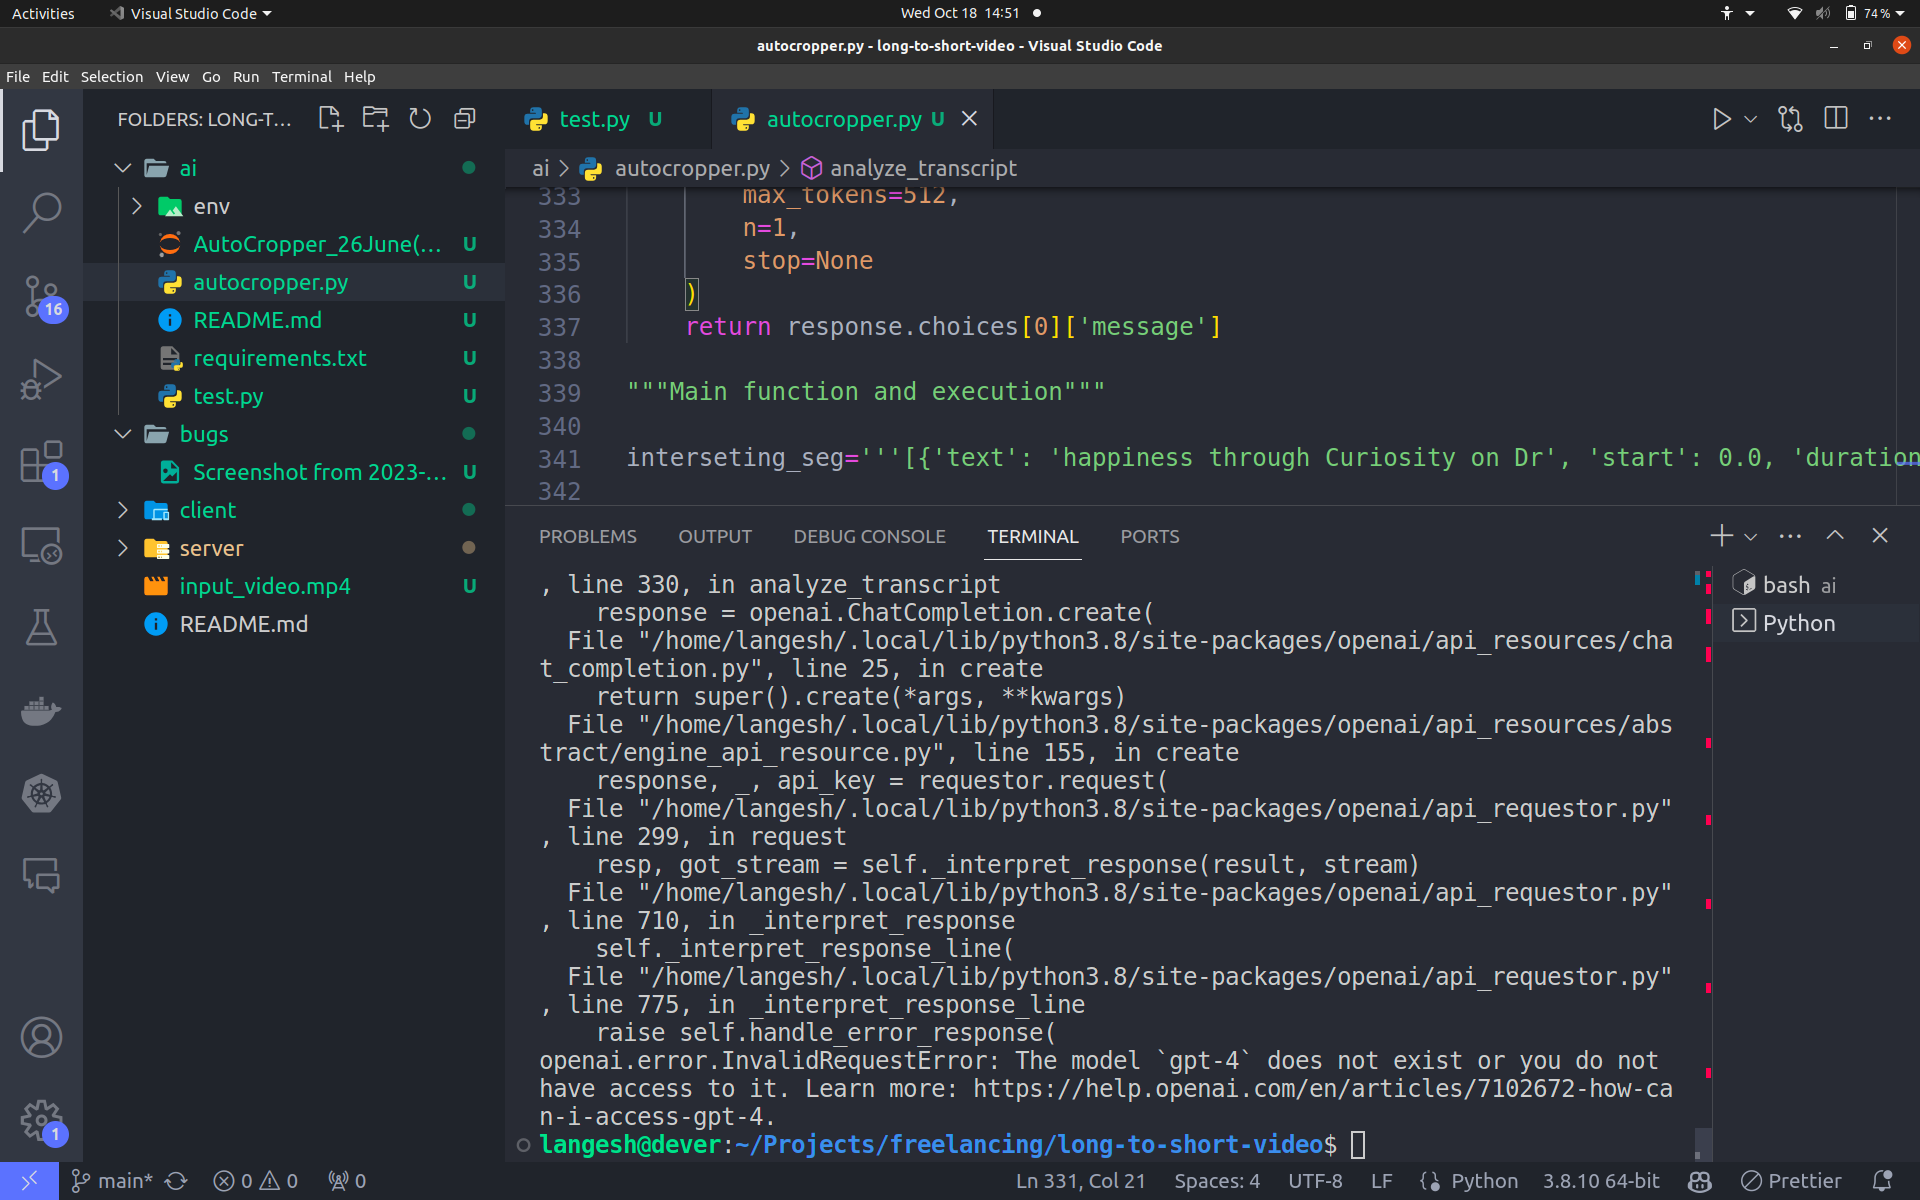 Activities
Visual Studio Code
Wed Oct 18 14:51
74 %
autocropper.py - long-to-short-video - Visual Studio Code
File Edit Selection View Go Run Terminal Help
FOLDERS: LONG-T...
ai
env
AutoCropper_26June(... U
autocropper.py U
README.md U
requirements.txt U
test.py U
bugs
Screenshot from 2023-... U
client
server
input_video.mp4 U
README.md
16
1
1
test.py U
autocropper.py U
ai > autocropper.py > analyze_transcript
333 max_tokens=512,
334 n=1,
335 stop=None
336 )
337 return response.choices[0]['message']
338
339 """Main function and execution"""
340
341 interseting_seg='''[{'text': 'happiness through Curiosity on Dr', 'start': 0.0, 'duration
342
PROBLEMS OUTPUT DEBUG CONSOLE TERMINAL PORTS
, line 330, in analyze_transcript
response = openai.ChatCompletion.create(
File "/home/langesh/.local/lib/python3.8/site-packages/openai/api_resources/cha
t_completion.py", line 25, in create
return super().create(*args, **kwargs)
File "/home/langesh/.local/lib/python3.8/site-packages/openai/api_resources/abs
tract/engine_api_resource.py", line 155, in create
response, _, api_key = requestor.request(
File "/home/langesh/.local/lib/python3.8/site-packages/openai/api_requestor.py"
, line 299, in request
resp, got_stream = self._interpret_response(result, stream)
File "/home/langesh/.local/lib/python3.8/site-packages/openai/api_requestor.py"
, line 710, in _interpret_response
self._interpret_response_line(
File "/home/langesh/.local/lib/python3.8/site-packages/openai/api_requestor.py"
, line 775, in _interpret_response_line
raise self.handle_error_response(
openai.error.InvalidRequestError: The model `gpt-4` does not exist or you do not
have access to it. Learn more: https://help.openai.com/en/articles/7102672-how-ca
n-i-access-gpt-4.
langesh@dever:~/Projects/freelancing/long-to-short-video$
bash ai
Python
main* 0 0 0
Ln 331, Col 21 Spaces: 4 UTF-8 LF Python 3.8.10 64-bit Prettier